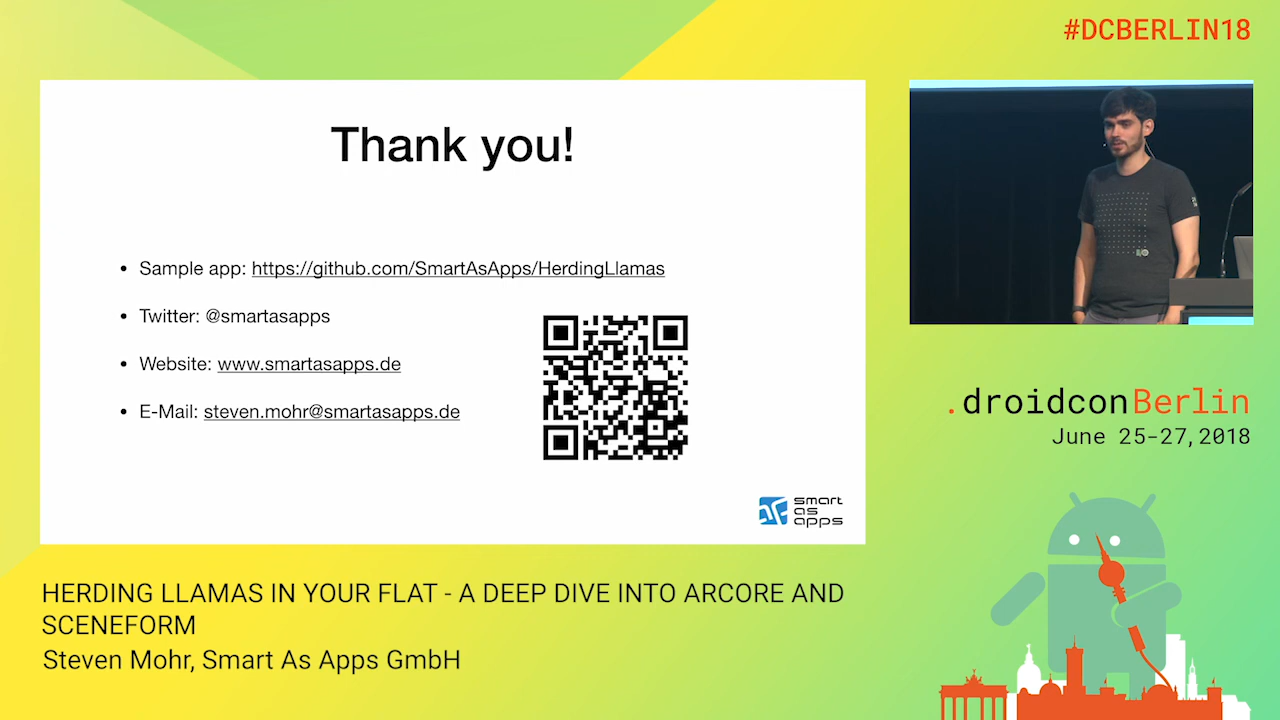 #DCBERLIN18
Thank you!
• Sample app: https://github.com/SmartAsApps/HerdingLlamas
• Twitter: @smartasapps
• Website: www.smartasapps.de
• E-Mail: steven.mohr@smartasapps.de
smart
as
apps
.droidconBerlin
June 25-27,2018
HERDING LLAMAS IN YOUR FLAT - A DEEP DIVE INTO ARCORE AND
SCENEFORM
Steven Mohr, Smart As Apps GmbH